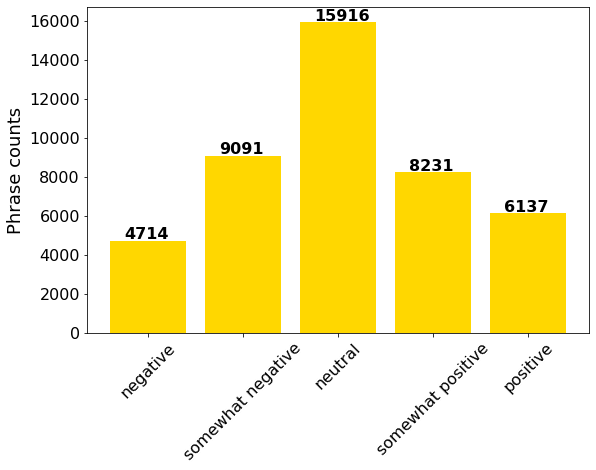 Phrase counts
16000
14000
12000
10000
8000
6000
4000
2000
0
4714
9091
15916
8231
6137
negative
somewhat negative
neutral
somewhat positive
positive